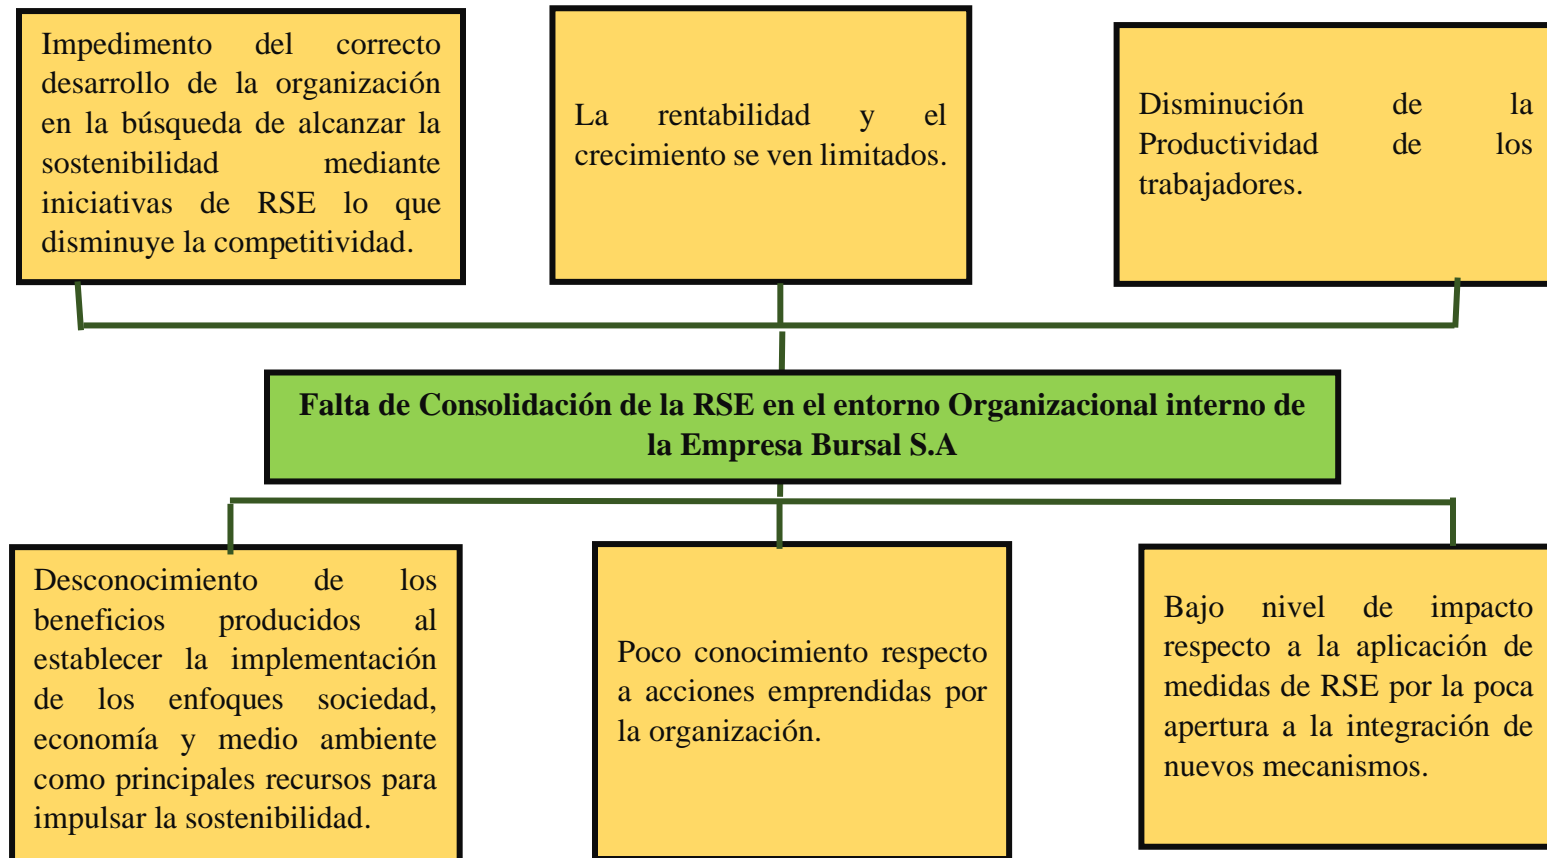 Impedimento del correcto
desarrollo de la organización
en la búsqueda de alcanzar la
sostenibilidad mediante
iniciativas de RSE lo que
disminuye la competitividad.
La rentabilidad y el
crecimiento se ven limitados.
Disminución de la
Productividad de los
trabajadores.
Falta de Consolidación de la RSE en el entorno Organizacional interno de
la Empresa Bursal S.A
Desconocimiento de los
beneficios producidos al
establecer la implementación
de los enfoques sociedad,
economía y medio ambiente
como principales recursos para
impulsar la sostenibilidad.
Poco conocimiento respecto
a acciones emprendidas por
la organización.
Bajo nivel de impacto
respecto a la aplicación de
medidas de RSE por la poca
apertura a la integración de
nuevos mecanismos.